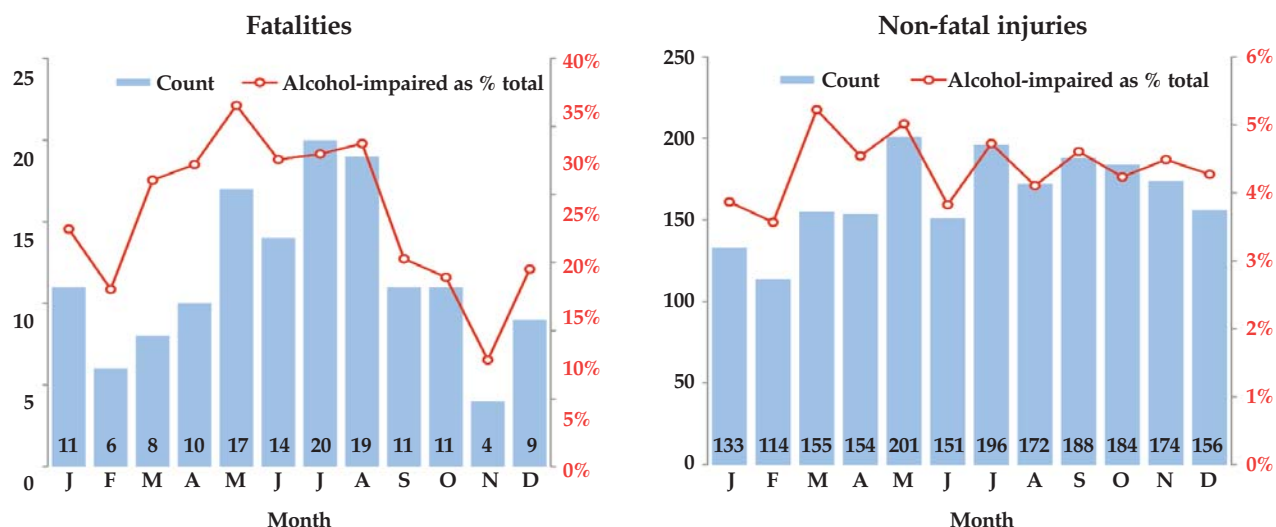 Fatalities
Count
Alcohol-impaired as % total
25
20
15
10
5
0
40%
35%
30%
25%
20%
15%
10%
5%
0%
11 6 8 10 17 14 20 19 11 11 4 9
J F M A M J J A S O N D
Month
Non-fatal injuries
Count
Alcohol-impaired as % total
250
200
150
100
50
0
6%
5%
4%
3%
2%
1%
0%
133 114 155 154 201 151 196 172 188 184 174 156
J F M A M J J A S O N D
Month